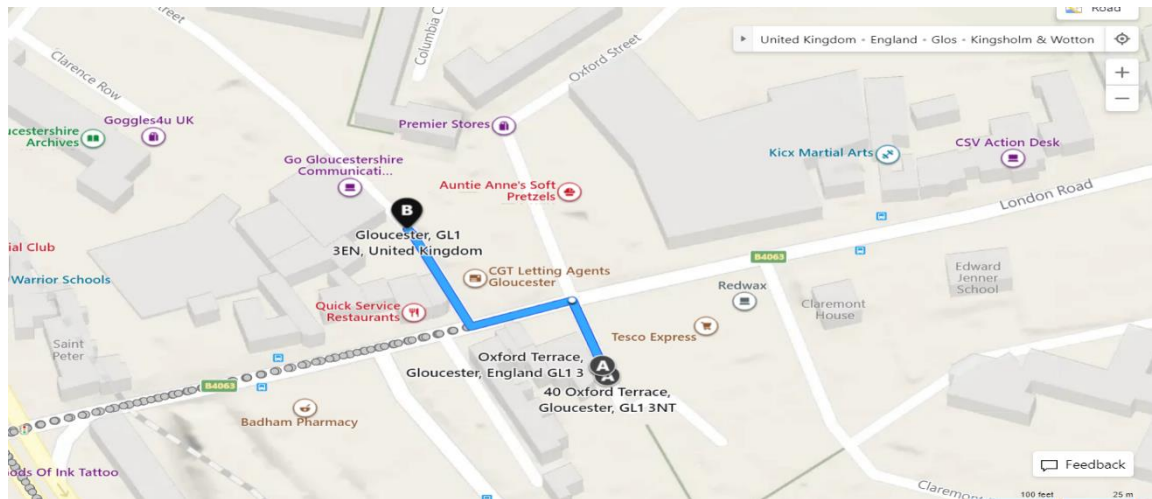 Road
United Kingdom - England - Glos - Kingsholm & Wotton
+
−
Columbia C
Oxford Street
Clarence Row
Goggles4u UK
ucestershire
Archives
Premier Stores
Kicx Martial Arts
CSV Action Desk
Go Gloucestershire
Communicati...
Auntie Anne's Soft
Pretzels
London Road
B
Gloucester, GL1
3EN, United Kingdom
ial Club
Warrior Schools
CGT Letting Agents
Gloucester
B4063
Edward
Jenner
School
Redwax
Claremont
House
Quick Service
Restaurants
Tesco Express
Saint
Peter
Oxford Terrace,
Gloucester, England GL1 3
A
A
40 Oxford Terrace,
Gloucester, GL1 3NT
B4063
Badham Pharmacy
ods Of Ink Tattoo
Feedback
Claremont
100 feet
25 m